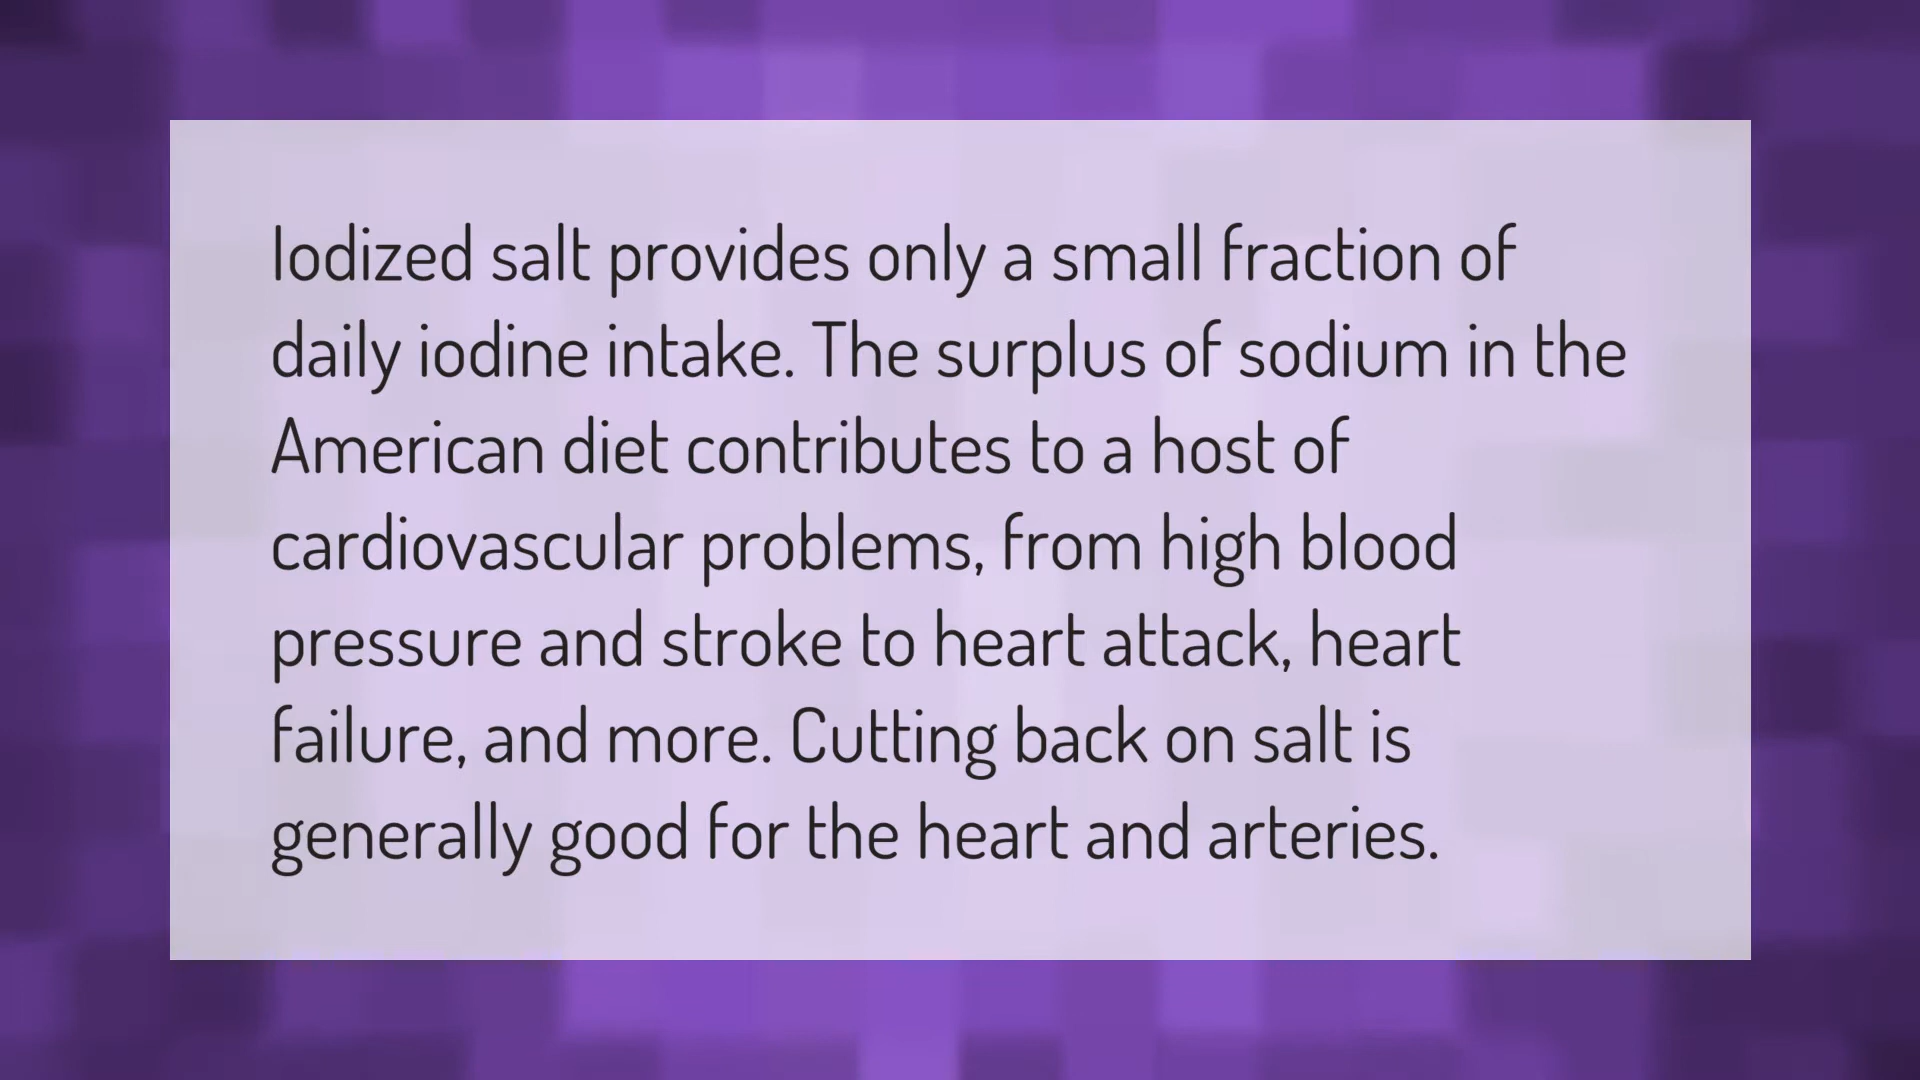 Iodized salt provides only a small fraction of
daily iodine intake. The surplus of sodium in the
American diet contributes to a host of
cardiovascular problems, from high blood
pressure and stroke to heart attack, heart
failure, and more. Cutting back on salt is
generally good for the heart and arteries.